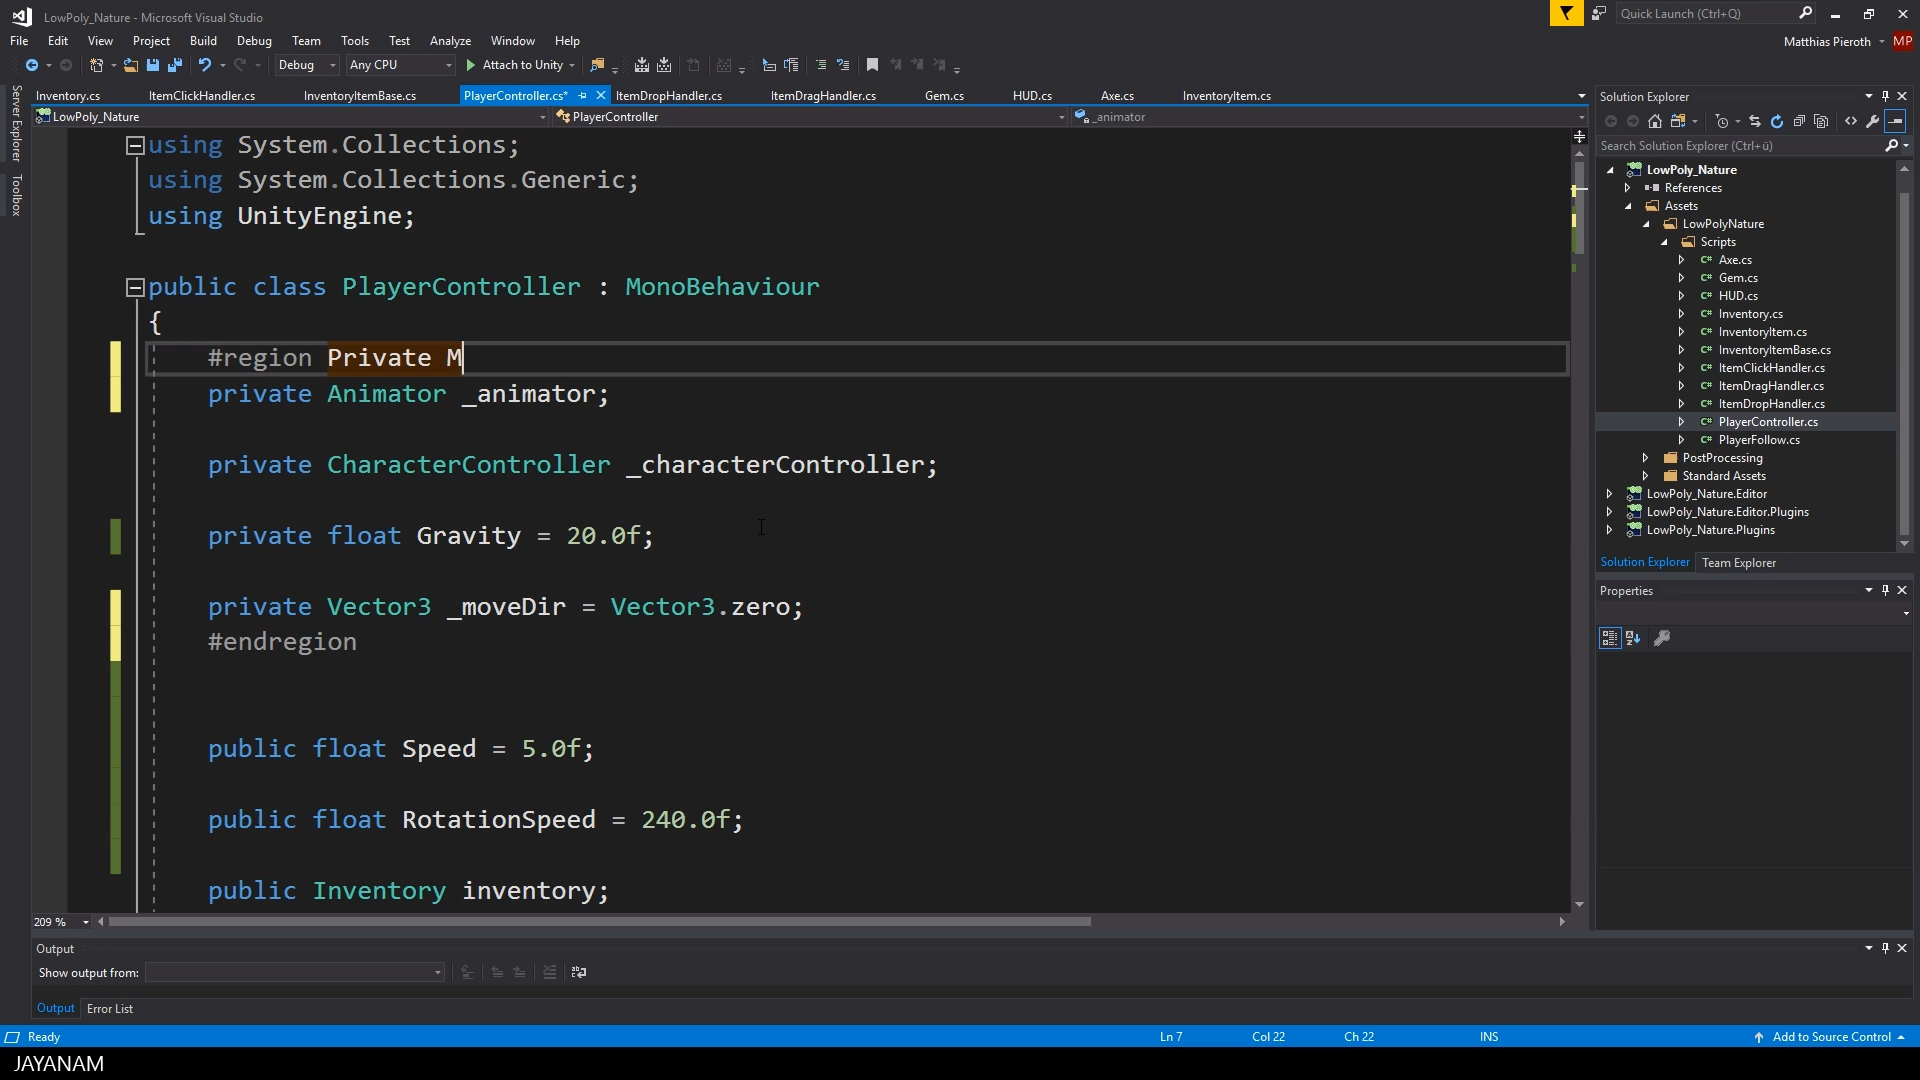 LowPoly_Nature - Microsoft Visual Studio
Quick Launch (Ctrl+Q)
File Edit View Project Build Debug Team Tools Test Analyze Window Help
Matthias Pieroth MP
Debug Any CPU Attach to Unity
Server Explorer
Toolbox
Inventory.cs ItemClickHandler.cs InventoryItemBase.cs PlayerController.cs* ItemDropHandler.cs ItemDragHandler.cs Gem.cs HUD.cs Axe.cs InventoryItem.cs
LowPoly_Nature PlayerController _animator
using System.Collections;
using System.Collections.Generic;
using UnityEngine;
public class PlayerController : MonoBehaviour
{
#region Private M
private Animator _animator;
private CharacterController _characterController;
private float Gravity = 20.0f;
private Vector3 _moveDir = Vector3.zero;
#endregion
public float Speed = 5.0f;
public float RotationSpeed = 240.0f;
public Inventory inventory;
209 %
Solution Explorer
Search Solution Explorer (Ctrl+ü)
LowPoly_Nature
References
Assets
LowPolyNature
Scripts
C# Axe.cs
C# Gem.cs
C# HUD.cs
C# Inventory.cs
C# InventoryItem.cs
C# InventoryItemBase.cs
C# ItemClickHandler.cs
C# ItemDragHandler.cs
C# ItemDropHandler.cs
C# PlayerController.cs
C# PlayerFollow.cs
PostProcessing
Standard Assets
LowPoly_Nature.Editor
LowPoly_Nature.Editor.Plugins
LowPoly_Nature.Plugins
Solution Explorer Team Explorer
Properties
Output
Show output from:
Output Error List
Ready Ln 7 Col 22 Ch 22 INS Add to Source Control
JAYANAM